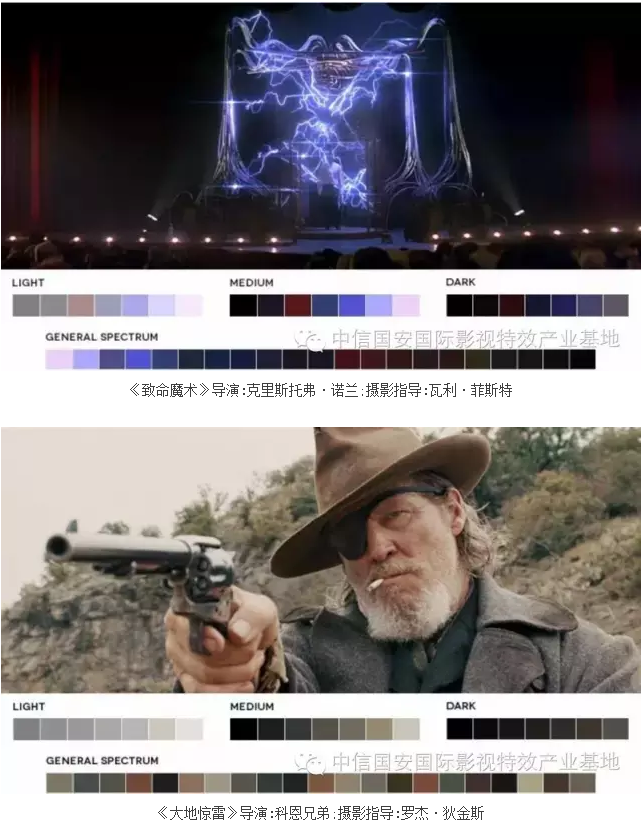 LIGHT
MEDIUM
DARK
GENERAL SPECTRUM
中信国安国际影视特效产业基地
《致命魔术》导演:克里斯托弗·诺兰;摄影指导:瓦利·菲斯特
LIGHT
MEDIUM
DARK
GENERAL SPECTRUM
中信国安国际影视特效产业基地
《大地惊雷》导演:科恩兄弟;摄影指导:罗杰·狄金斯